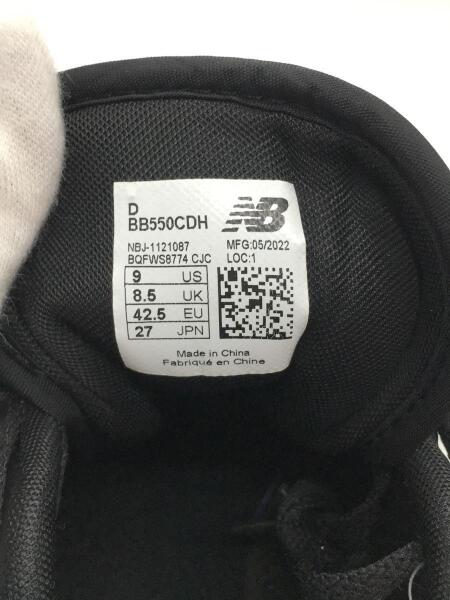 D
BB550CDH
NB
NBJ-1121087
BQFWS8774 CJC
MFG:05/2022
LOC:1
9 US
8.5 UK
42.5 EU
27 JPN
Made in China
Fabriqué en Chine